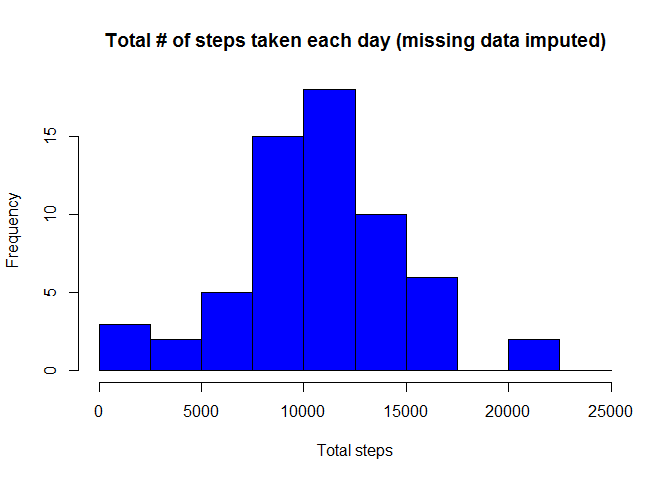 Total # of steps taken each day (missing data imputed)
Frequency
15
10
5
0
0 5000 10000 15000 20000 25000
Total steps